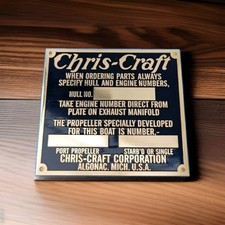 Chris-Craft
WHEN ORDERING PARTS ALWAYS
SPECIFY HULL AND ENGINE NUMBERS,
HULL NO.
TAKE ENGINE NUMBER DIRECT FROM
PLATE ON EXHAUST MANIFOLD
THE PROPELLER SPECIALLY DEVELOPED
FOR THIS BOAT IS NUMBER,-
PORT PROPELLER STARB'D OR SINGLE
CHRIS-CRAFT CORPORATION
ALGONAC, MICH. U.S.A.